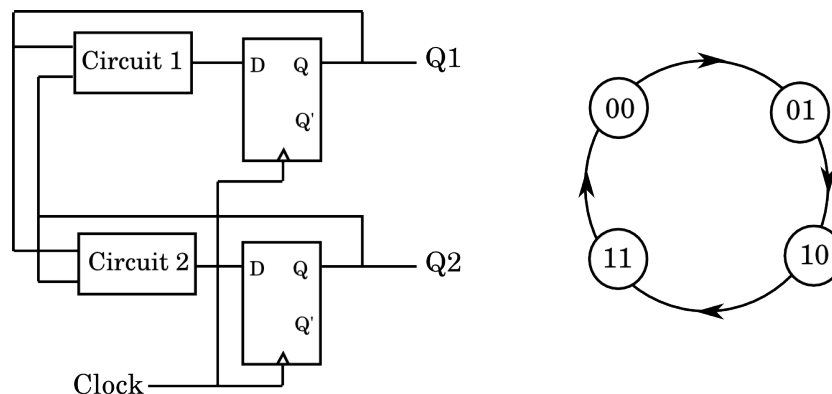 Circuit 1
D Q
Q'
Q1
Circuit 2
D Q
Q'
Q2
Clock
00
01
11
10